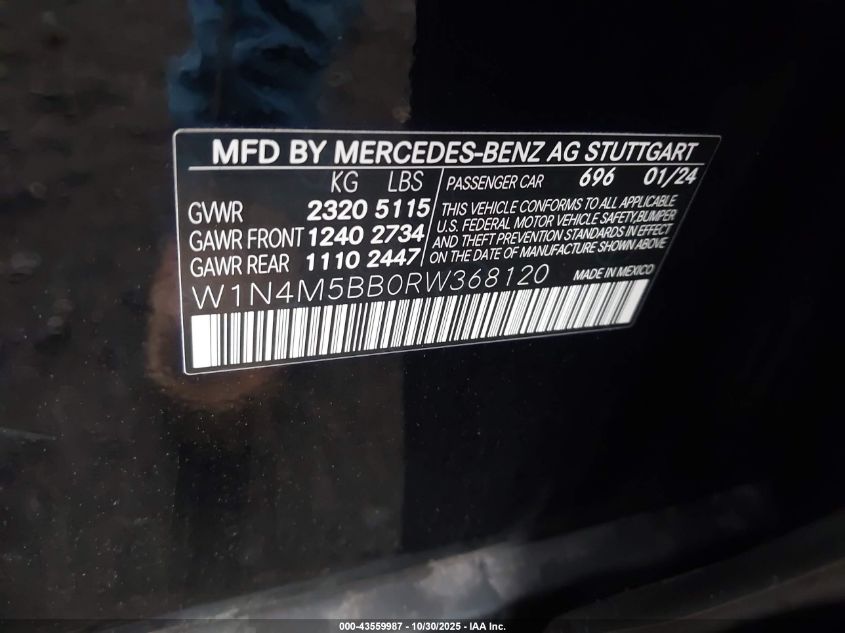 MFD BY MERCEDES-BENZ AG STUTTGART
KG LBS
GVWR 2320 5115
GAWR FRONT 1240 2734
GAWR REAR 1110 2447
PASSENGER CAR 696 01/24
THIS VEHICLE CONFORMS TO ALL APPLICABLE
U.S. FEDERAL MOTOR VEHICLE SAFETY, BUMPER
AND THEFT PREVENTION STANDARDS IN EFFECT
ON THE DATE OF MANUFACTURE SHOWN ABOVE
W1N4M5BB0RW368120
MADE IN MEXICO
000-43559987 - 10/30/2025 - IAA Inc.